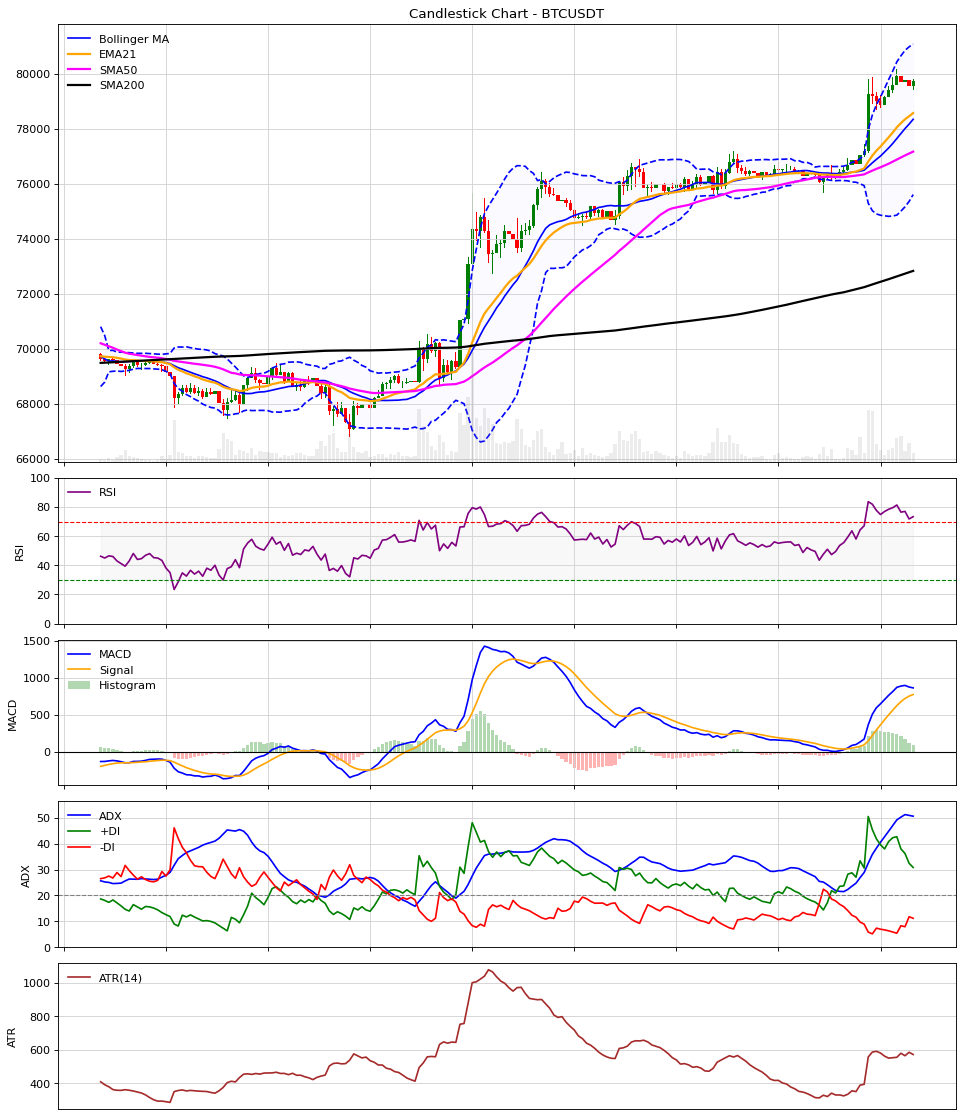 Candlestick Chart - BTCUSDT
Bollinger MA
EMA21
SMA50
SMA200
80000
78000
76000
74000
72000
70000
68000
66000
RSI
RSI
100
80
60
40
20
0
MACD
Signal
Histogram
MACD
1500
1000
500
0
ADX
+DI
-DI
ADX
50
40
30
20
10
0
ATR(14)
ATR
1000
800
600
400